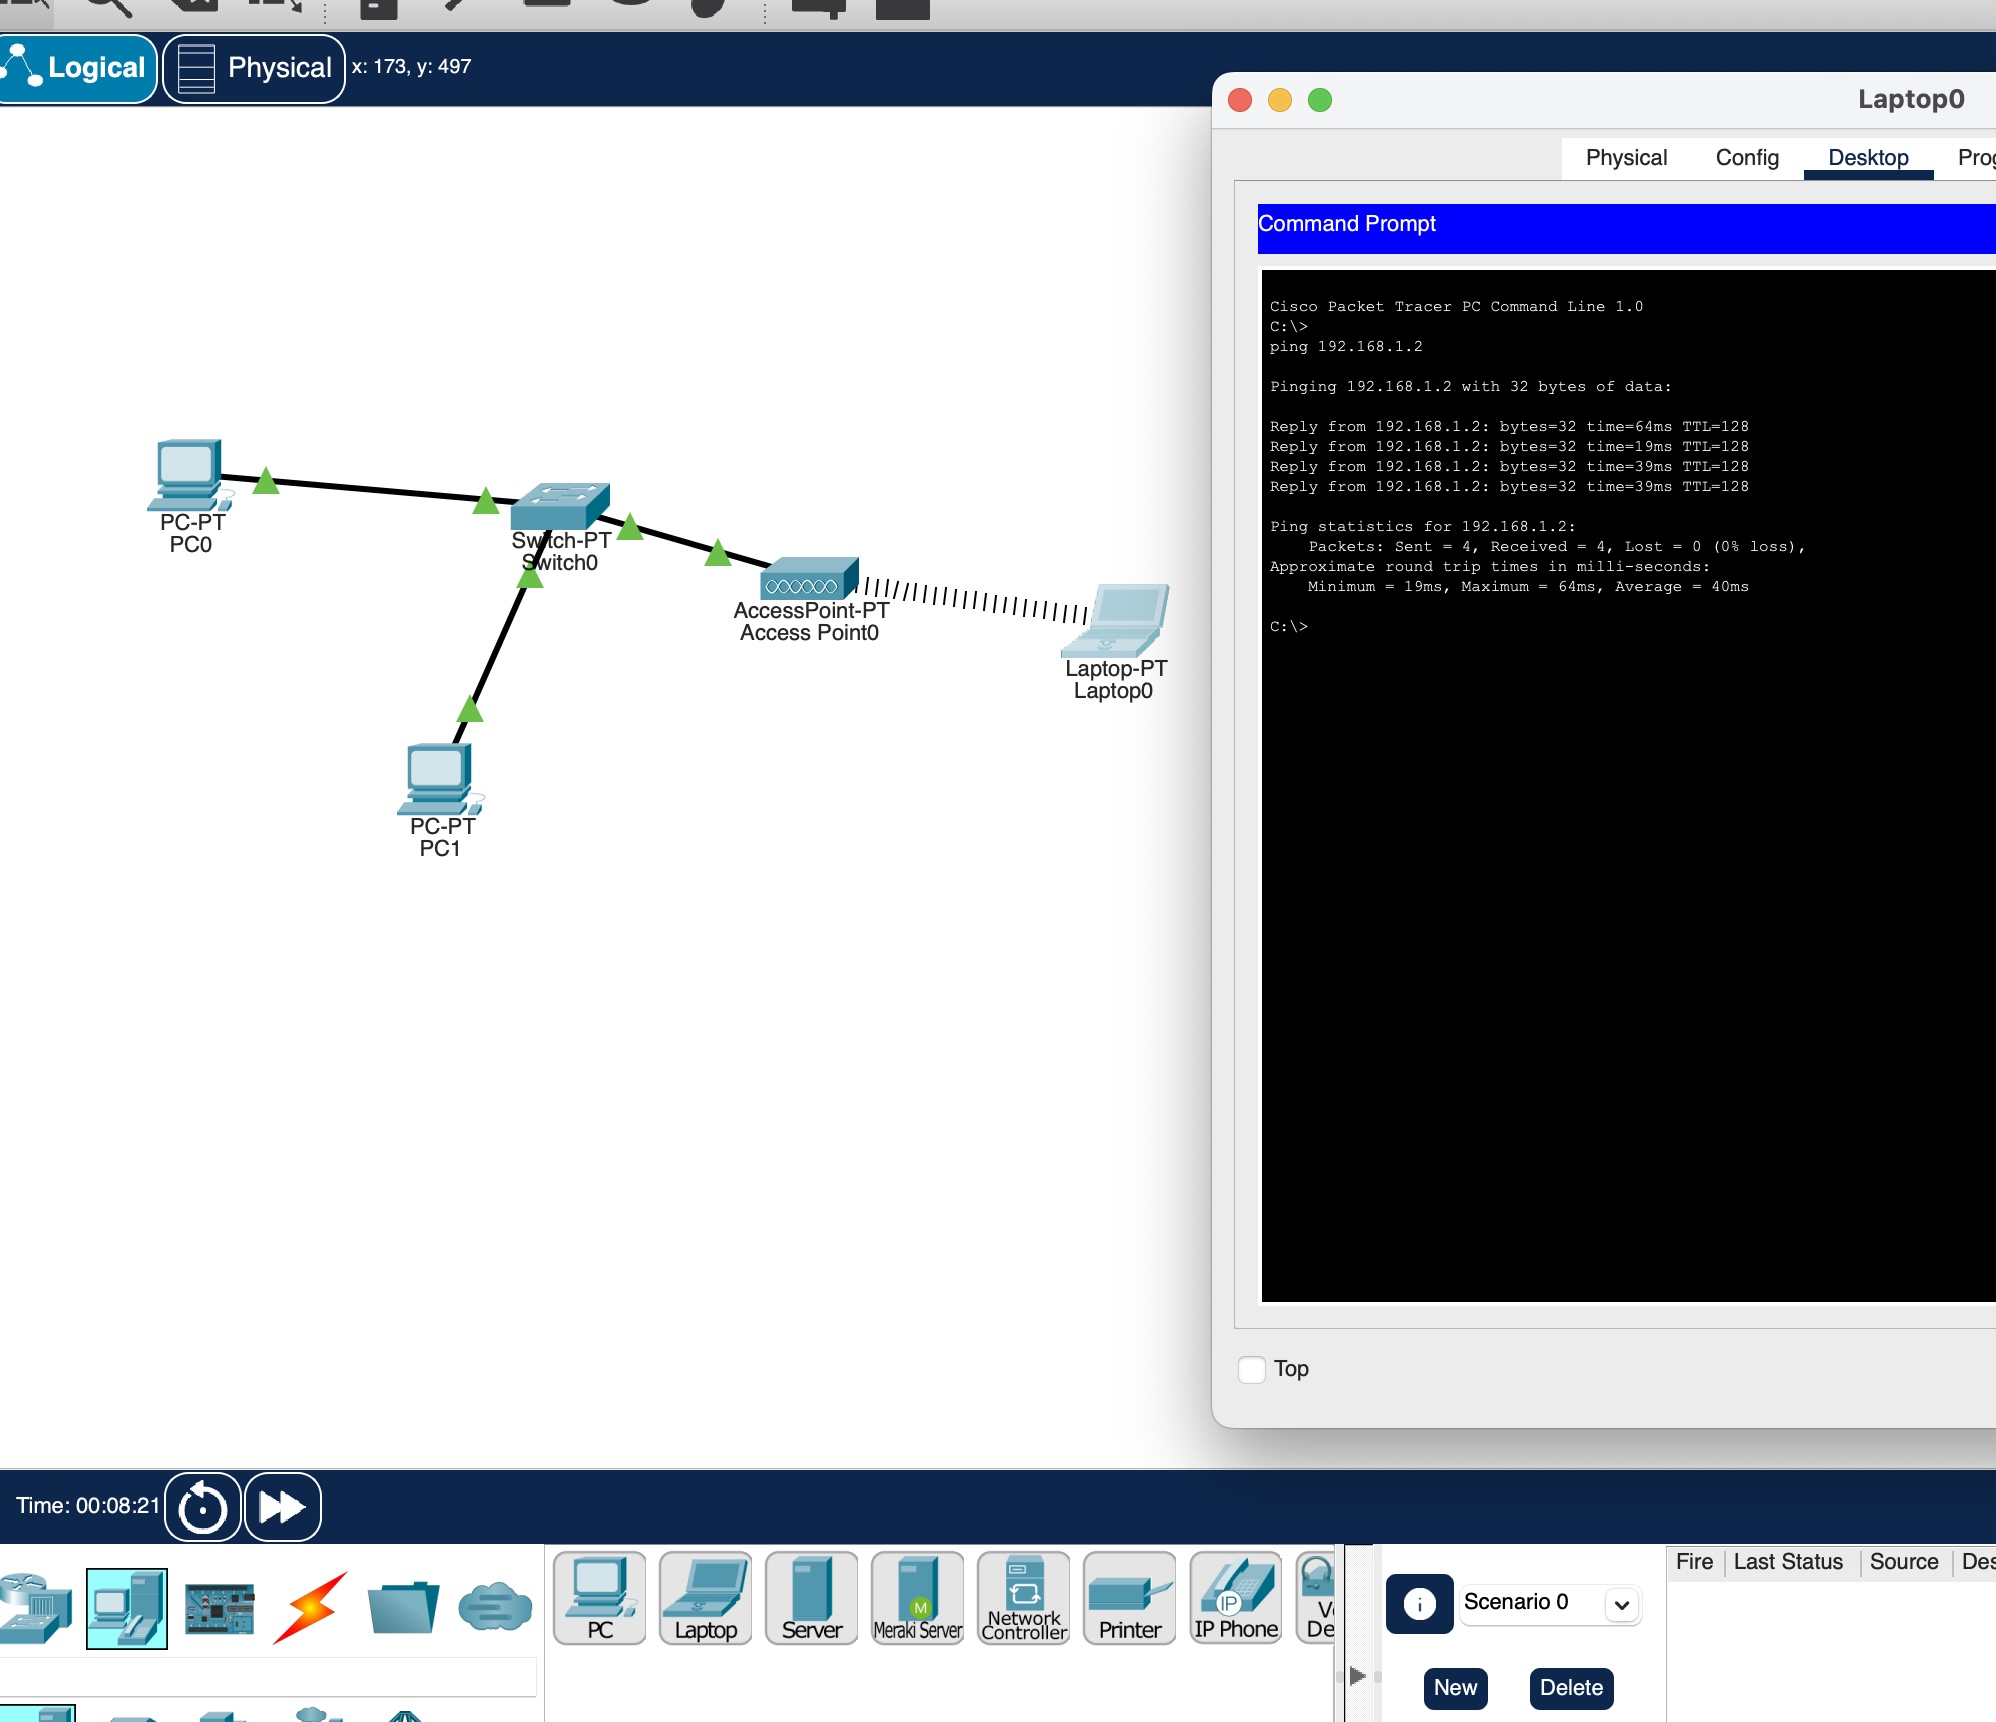 Logical
Physical
x: 173, y: 497
Laptop0
Physical
Config
Desktop
Command Prompt
Cisco Packet Tracer PC Command Line 1.0
C:\>
ping 192.168.1.2
Pinging 192.168.1.2 with 32 bytes of data:
Reply from 192.168.1.2: bytes=32 time=64ms TTL=128
Reply from 192.168.1.2: bytes=32 time=19ms TTL=128
Reply from 192.168.1.2: bytes=32 time=39ms TTL=128
Reply from 192.168.1.2: bytes=32 time=39ms TTL=128
Ping statistics for 192.168.1.2:
Packets: Sent = 4, Received = 4, Lost = 0 (0% loss),
Approximate round trip times in milli-seconds:
Minimum = 19ms, Maximum = 64ms, Average = 40ms
C:\>
PC-PT
PC0
Switch-PT
Switch0
AccessPoint-PT
Access Point0
Laptop-PT
Laptop0
PC-PT
PC1
Top
Time: 00:08:21
PC
Laptop
Server
M
Meraki Server
Network
Controller
Printer
IP
IP Phone
Scenario 0
Fire
Last Status
Source
New
Delete